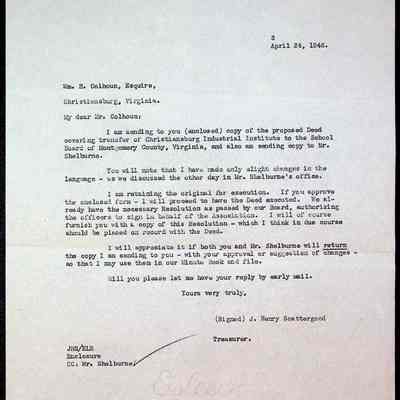 2
April 24, 1946.
Wm. H. Colhoun, Esquire,
Christiansburg, Virginia.
My dear Mr. Colhoun:
I am sending to you (enclosed) copy of the proposed Deed
covering transfer of Christiansburg Industrial Institute to the School
Board of Montgomery County, Virginia, and also am sending copy to Mr.
Shelburne.
You will note that I have made only slight changes in the
language - as we discussed the other day in Mr. Shelburne's office.
I am retaining the original for execution. If you approve
the enclosed form - I will proceed to have the Deed executed. We al-
ready have the necessary Resolution as passed by our Board, authorizing
the officers to sign in behalf of the Association. I will of course
furnish you with a copy of this Resolution - which I think in due course
should be placed on record with the Deed.
I will appreciate it if both you and Mr. Shelburne will return
the copy I am sending to you - with your approval or suggestion of changes -
so that I may use them in our Minute Book and file.
Will you please let me have your reply by early mail.
Yours very truly,
(Signed) J. Henry Scattergood
Treasurer.
JHS/ELR
Enclosure
CC: Mr. Shelburne